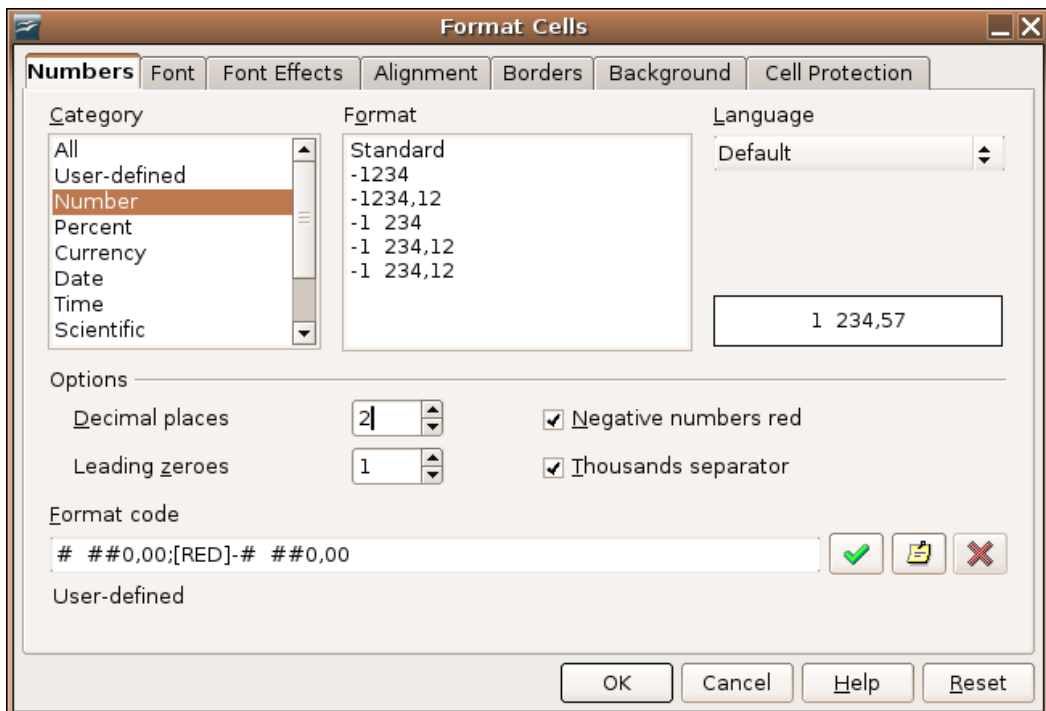 Format Cells
Numbers Font Font Effects Alignment Borders Background Cell Protection
Category
All
User-defined
Number
Percent
Currency
Date
Time
Scientific
Format
Standard
-1234
-1234,12
-1 234
-1 234,12
-1 234,12
Language
Default
1 234,57
Options
Decimal places 2 Negative numbers red
Leading zeroes 1 Thousands separator
Format code
# ##0,00;[RED]-# ##0,00
User-defined
OK Cancel Help Reset